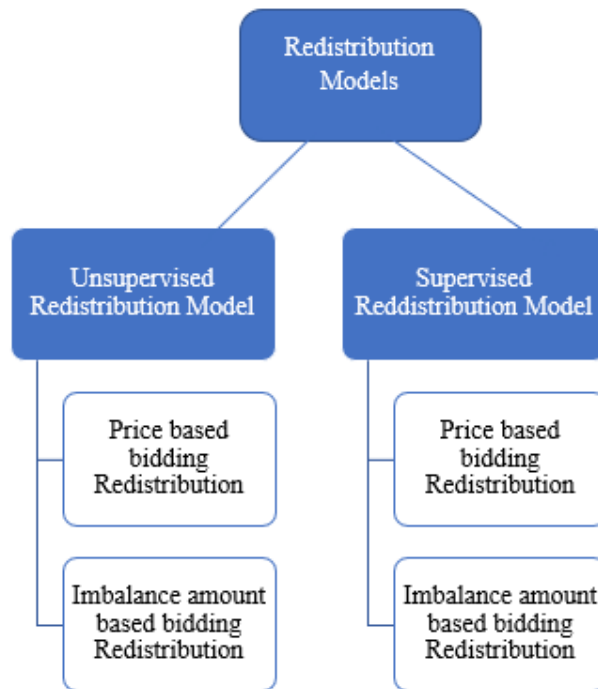 Redistribution
Models
Unsupervised
Redistribution Model
Price based
bidding
Redistribution
Imbalance amount
based bidding
Redistribution
Supervised
Reddistribution Model
Price based
bidding
Redistribution
Imbalance amount
based bidding
Redistribution